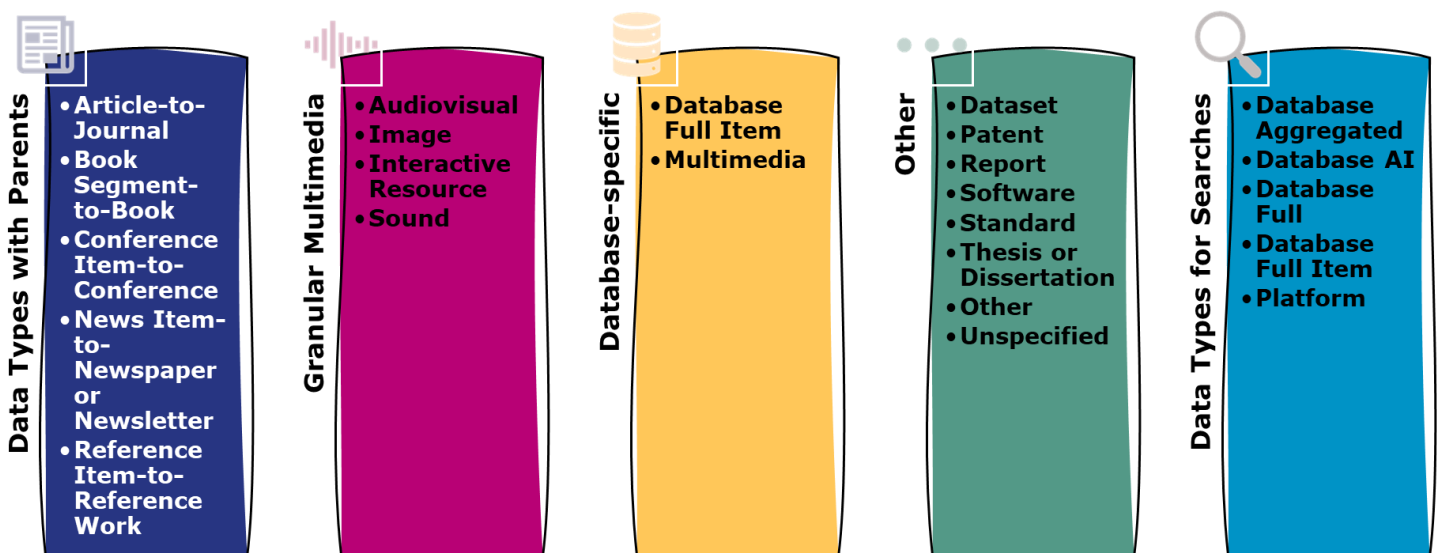 Data Types with Parents
•Article-to-
Journal
•Book
Segment-
to-Book
•Conference
Item-to-
Conference
•News Item-
to-
Newspaper
or
Newsletter
•Reference
Item-to-
Reference
Work
Granular Multimedia
•Audiovisual
•Image
•Interactive
Resource
•Sound
Database-specific
•Database
Full Item
•Multimedia
Other
•Dataset
•Patent
•Report
•Software
•Standard
•Thesis or
Dissertation
•Other
•Unspecified
Data Types for Searches
•Database
Aggregated
•Database AI
•Database
Full
•Database
Full Item
•Platform